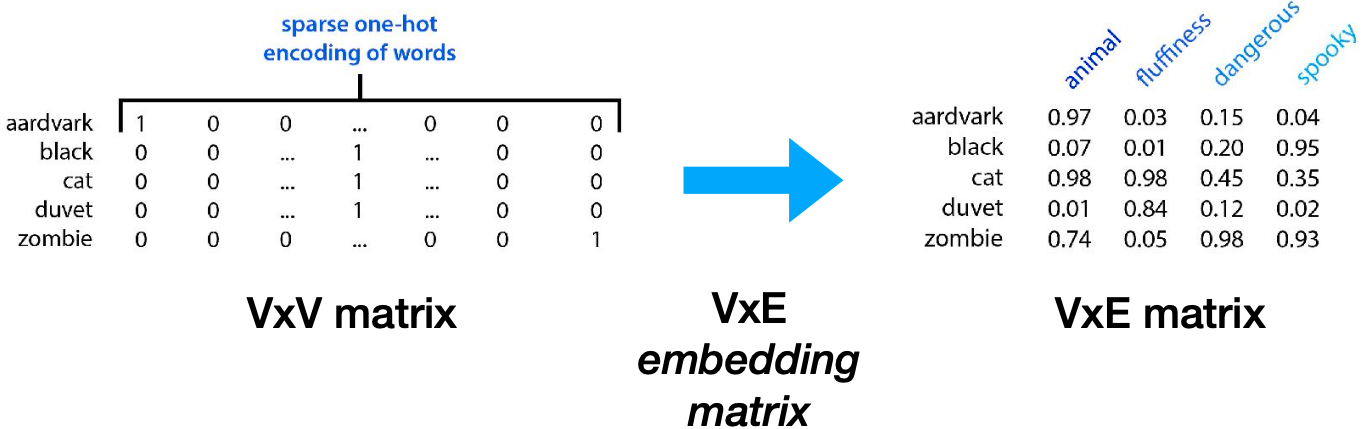 sparse one-hot
encoding of words
aardvark 1 0 0 ... 0 0 0
black 0 0 ... 1 ... 0 0
cat 0 0 ... 1 ... 0 0
duvet 0 0 ... 1 ... 0 0
zombie 0 0 0 ... 0 0 1
VxV matrix
VxE
embedding
matrix
animal fluffiness dangerous spooky
aardvark 0.97 0.03 0.15 0.04
black 0.07 0.01 0.20 0.95
cat 0.98 0.98 0.45 0.35
duvet 0.01 0.84 0.12 0.02
zombie 0.74 0.05 0.98 0.93
VxE matrix